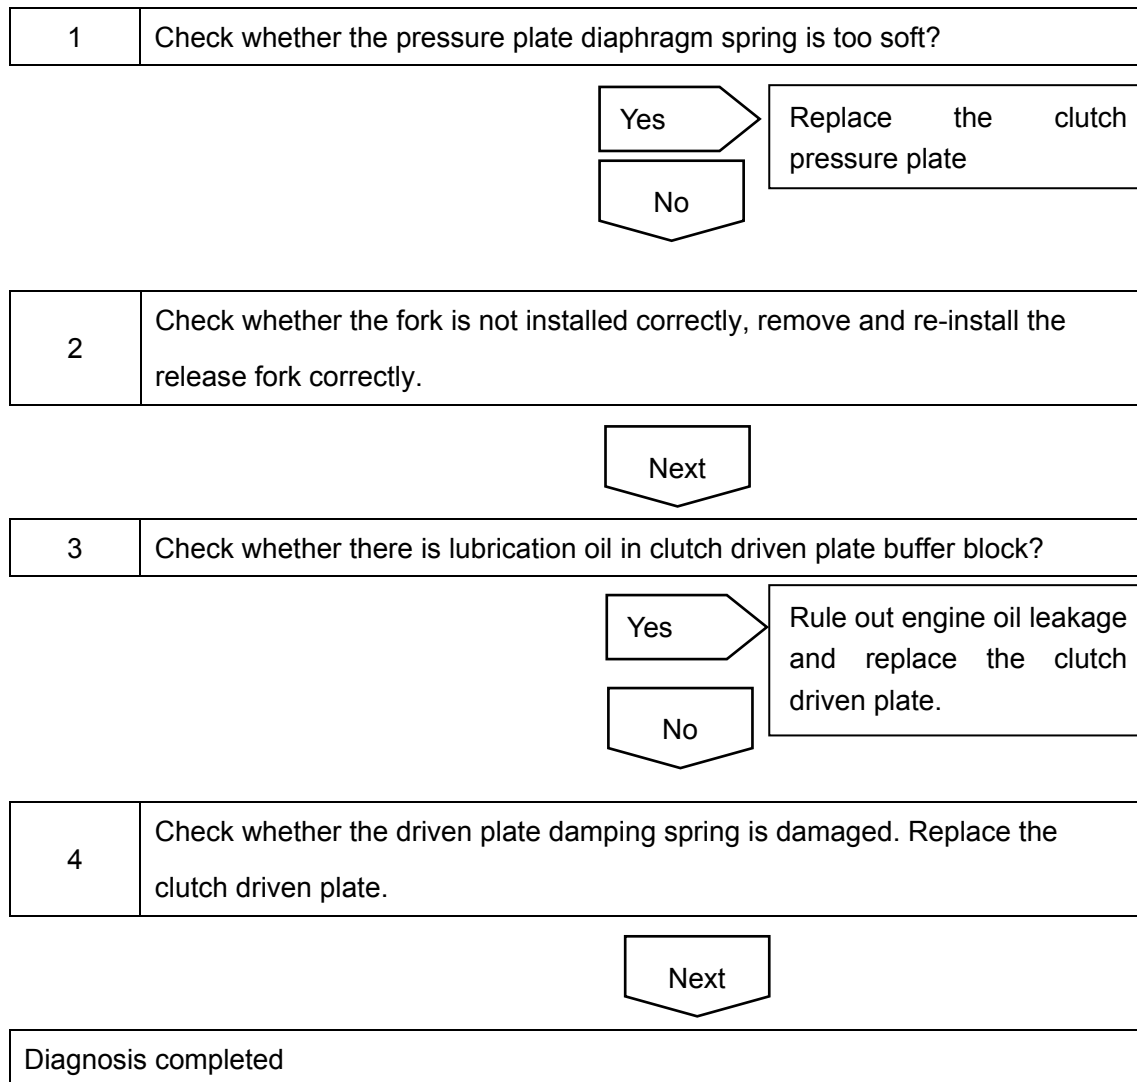 1 Check whether the pressure plate diaphragm spring is too soft?
Yes
Replace the clutch
pressure plate
No
2
Check whether the fork is not installed correctly, remove and re-install the
release fork correctly.
Next
3 Check whether there is lubrication oil in clutch driven plate buffer block?
Yes
Rule out engine oil leakage
and replace the clutch
driven plate.
No
4
Check whether the driven plate damping spring is damaged. Replace the
clutch driven plate.
Next
Diagnosis completed